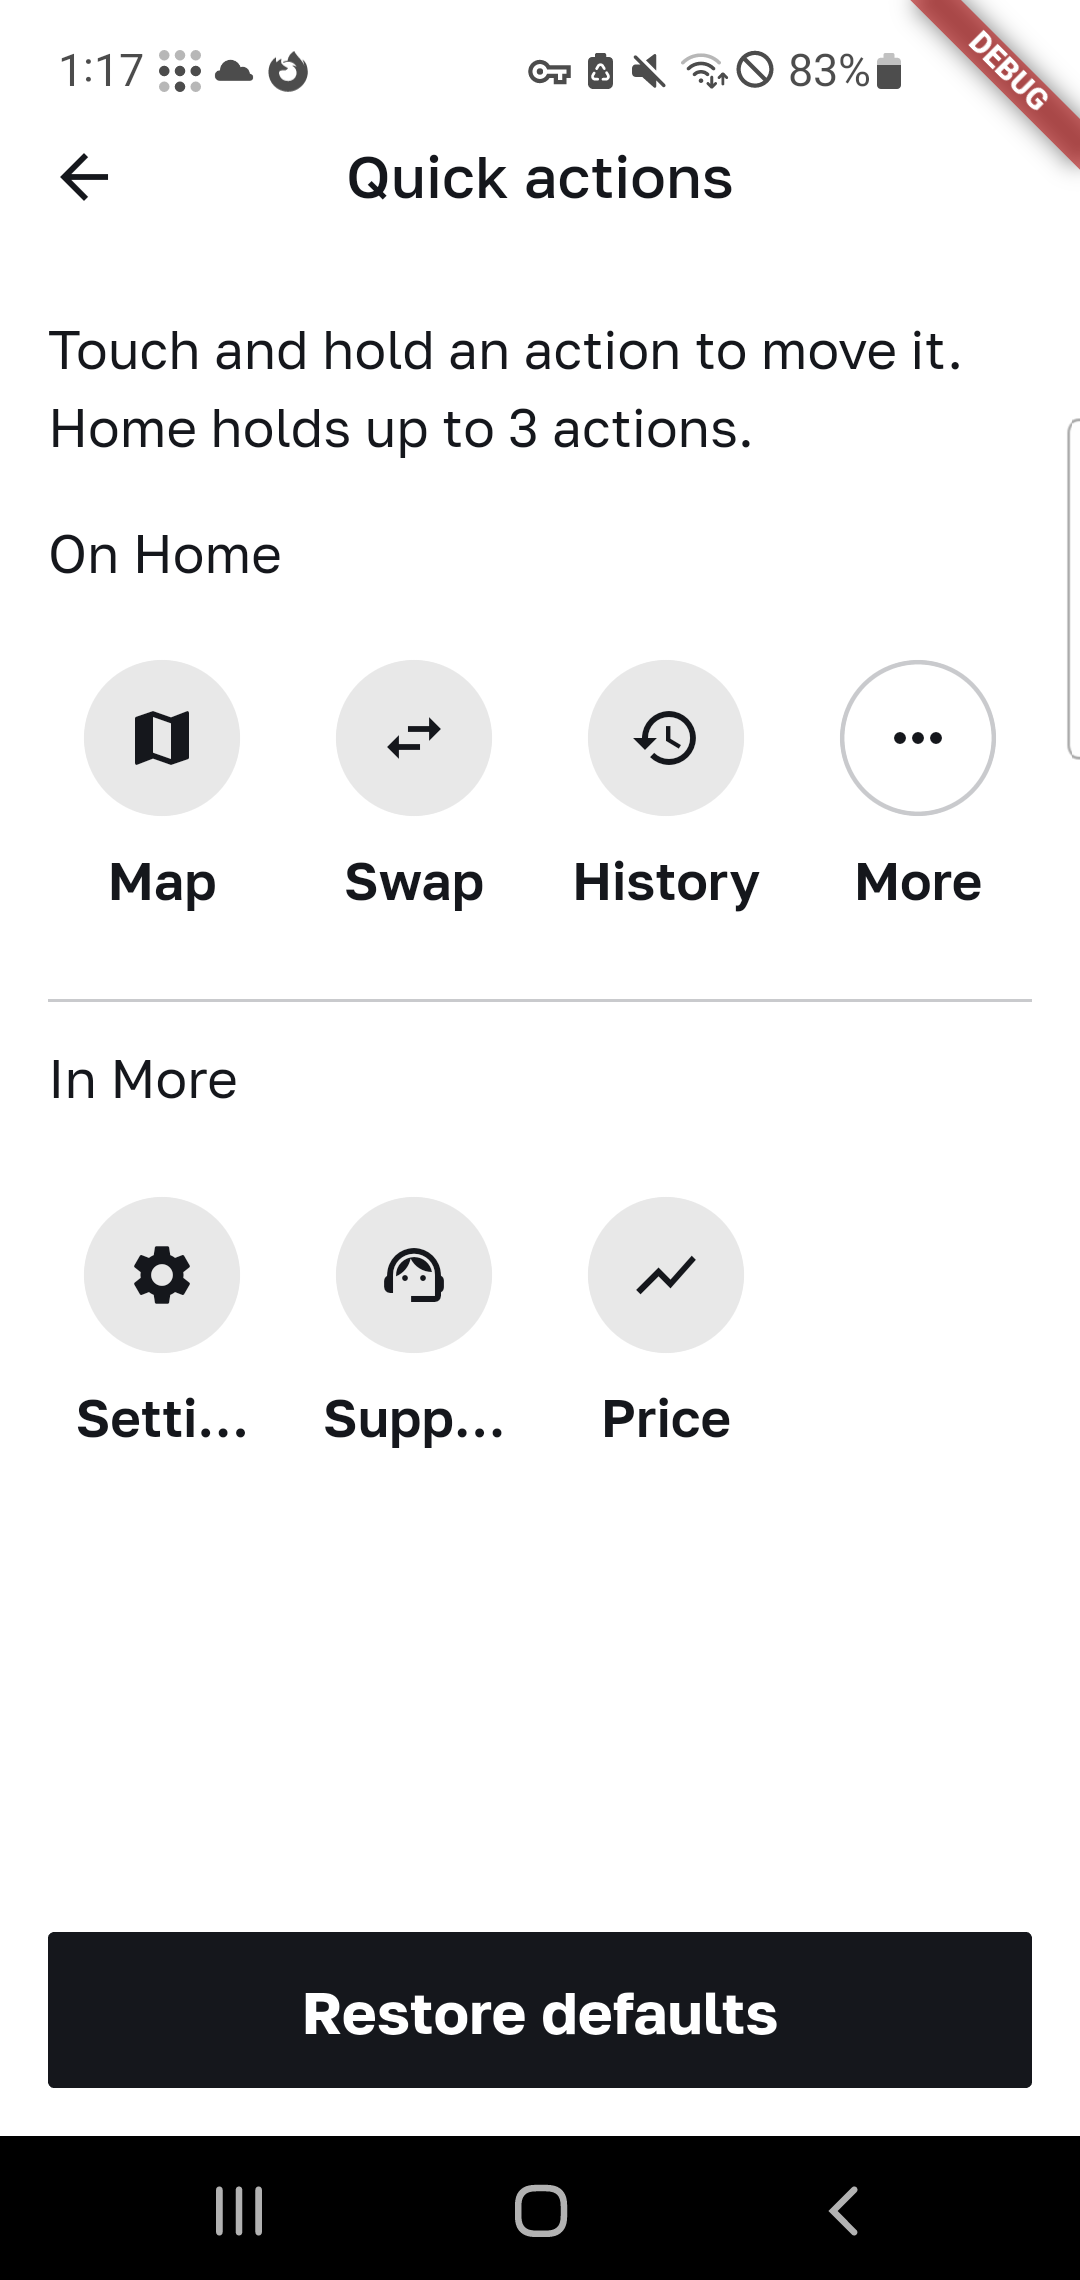 1:17
83%
DEBUG
Quick actions
Touch and hold an action to move it.
Home holds up to 3 actions.
On Home
Map Swap History More
In More
Setti... Supp... Price
Restore defaults